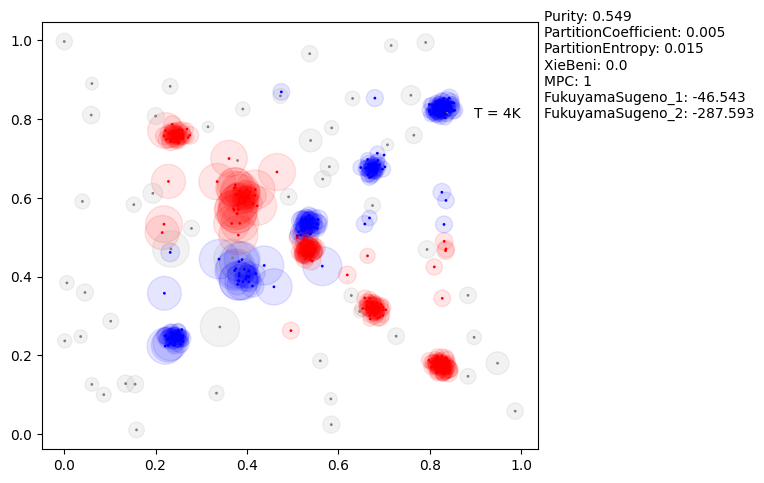 Purity: 0.549
PartitionCoefficient: 0.005
PartitionEntropy: 0.015
XieBeni: 0.0
MPC: 1
FukuyamaSugeno_1: -46.543
FukuyamaSugeno_2: -287.593
T = 4K
1.0
0.8
0.6
0.4
0.2
0.0
0.0 0.2 0.4 0.6 0.8 1.0